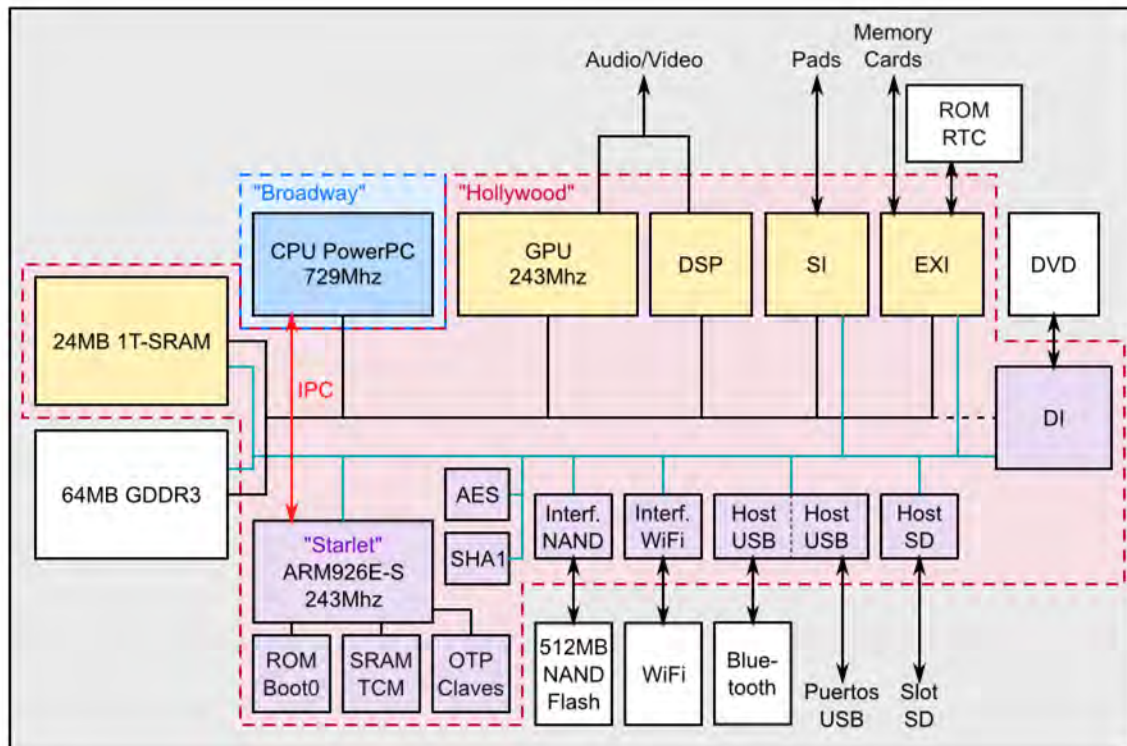 Memory
Cards
Audio/Video
Pads
ROM
RTC
"Broadway"
"Hollywood"
CPU PowerPC
729Mhz
GPU
243Mhz
DSP
SI
EXI
DVD
24MB 1T-SRAM
IPC
DI
64MB GDDR3
AES
SHA1
Interf.
NAND
Interf.
WiFi
Host
USB
Host
USB
Host
SD
"Starlet"
ARM926E-S
243Mhz
ROM
Boot0
SRAM
TCM
OTP
Claves
512MB
NAND
Flash
WiFi
Blue-
tooth
Puertos
USB
Slot
SD